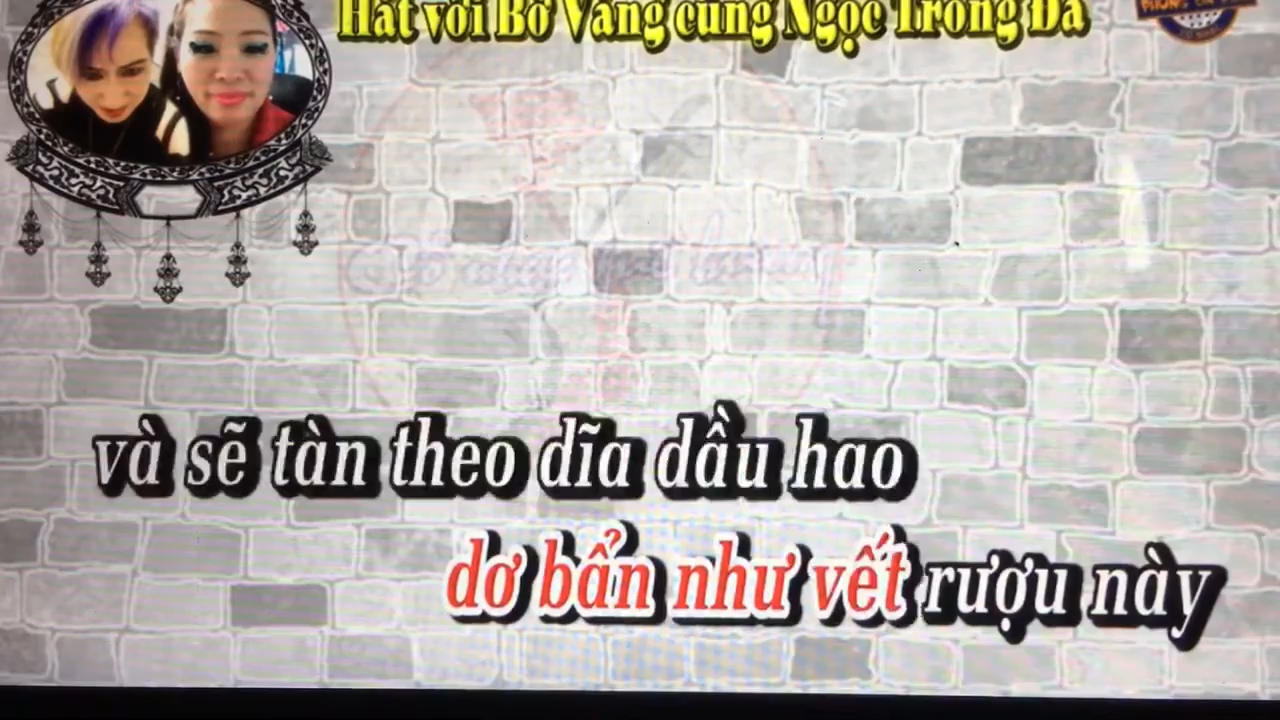 Hát với Bờ Vàng cùng Ngọc Trong Đá
và sẽ tàn theo dĩa dầu hao
dơ bẩn như vết rượu này